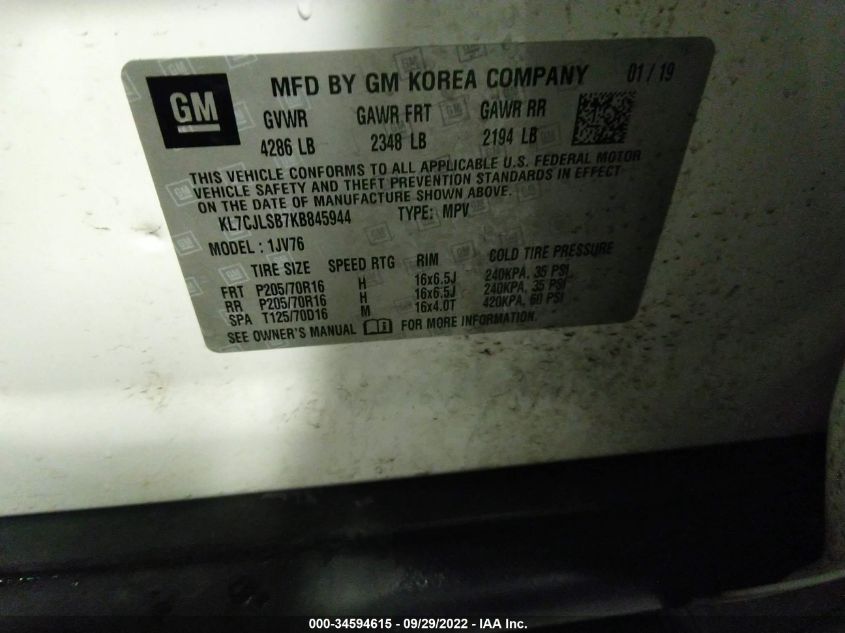 GM
MFD BY GM KOREA COMPANY 01 / 19
GVWR GAWR FRT GAWR RR
4286 LB 2348 LB 2194 LB
THIS VEHICLE CONFORMS TO ALL APPLICABLE U.S. FEDERAL MOTOR
VEHICLE SAFETY AND THEFT PREVENTION STANDARDS IN EFFECT
ON THE DATE OF MANUFACTURE SHOWN ABOVE.
KL7CJLSB7KB845944 TYPE: MPV
MODEL : 1JV76
TIRE SIZE SPEED RTG RIM COLD TIRE PRESSURE
FRT P205/70R16 H 16x6.5J 240KPA, 35 PSI
RR P205/70R16 H 16x6.5J 240KPA, 35 PSI
SPA T125/70D16 M 16x4.0T 420KPA, 60 PSI
SEE OWNER'S MANUAL FOR MORE INFORMATION.
000-34594615 - 09/29/2022 - IAA Inc.